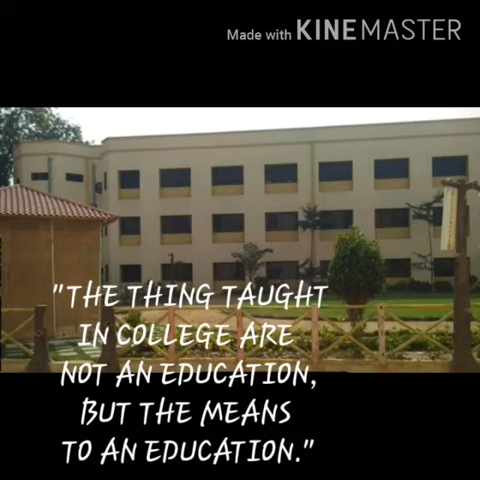 Made with KINEMASTER
"THE THING TAUGHT
IN COLLEGE ARE
NOT AN EDUCATION,
BUT THE MEANS
TO AN EDUCATION."